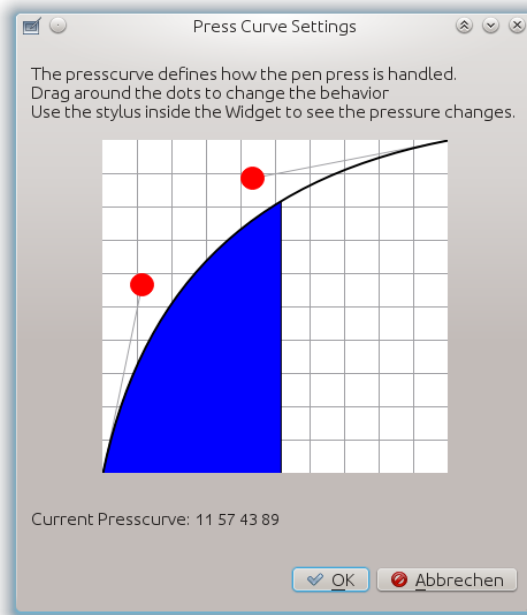 Press Curve Settings
The presscurve defines how the pen press is handled.
Drag around the dots to change the behavior
Use the stylus inside the Widget to see the pressure changes.
Current Presscurve: 11 57 43 89
OK
Abbrechen